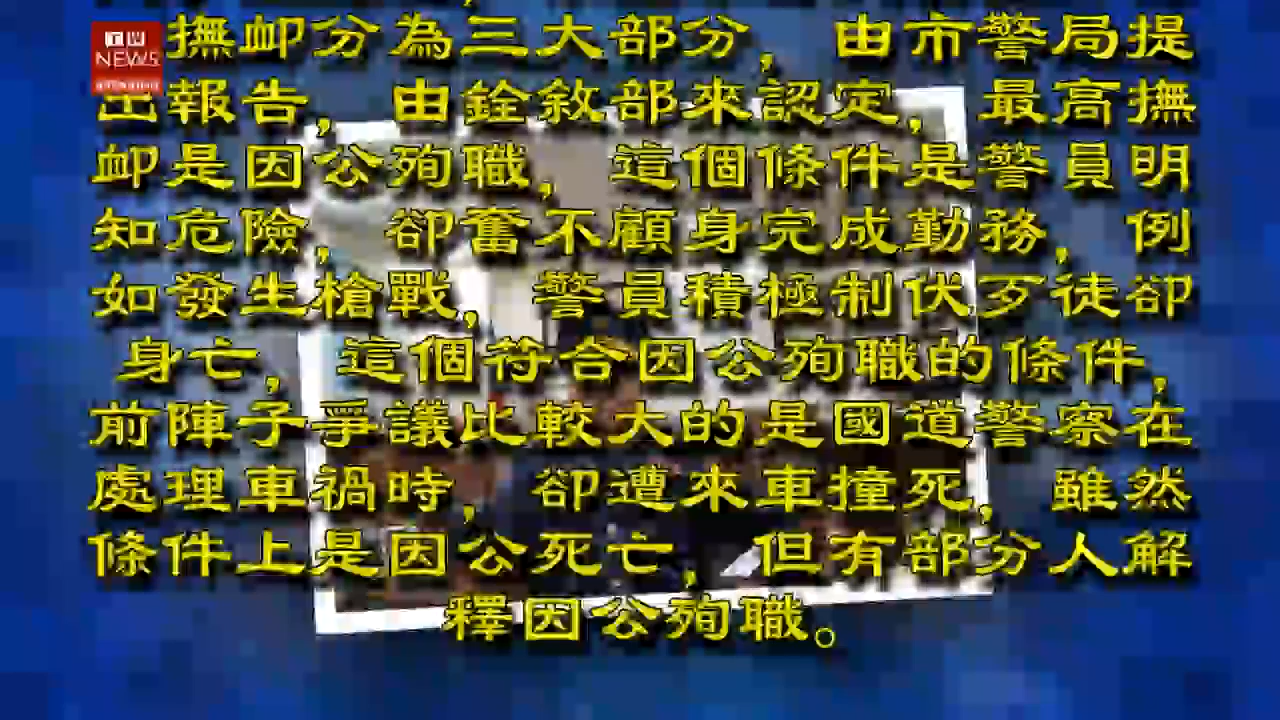 TW
NEWS
撫卹分為三大部分，由市警局提
出報告，由銓敘部來認定，最高撫
卹是因公殉職，這個條件是警員明
知危險，卻奮不顧身完成勤務，例
如發生槍戰，警員積極制伏歹徒卻
身亡，這個符合因公殉職的條件，
前陣子爭議比較大的是國道警察在
處理車禍時，卻遭來車撞死，雖然
條件上是因公死亡，但有部分人解
釋因公殉職。